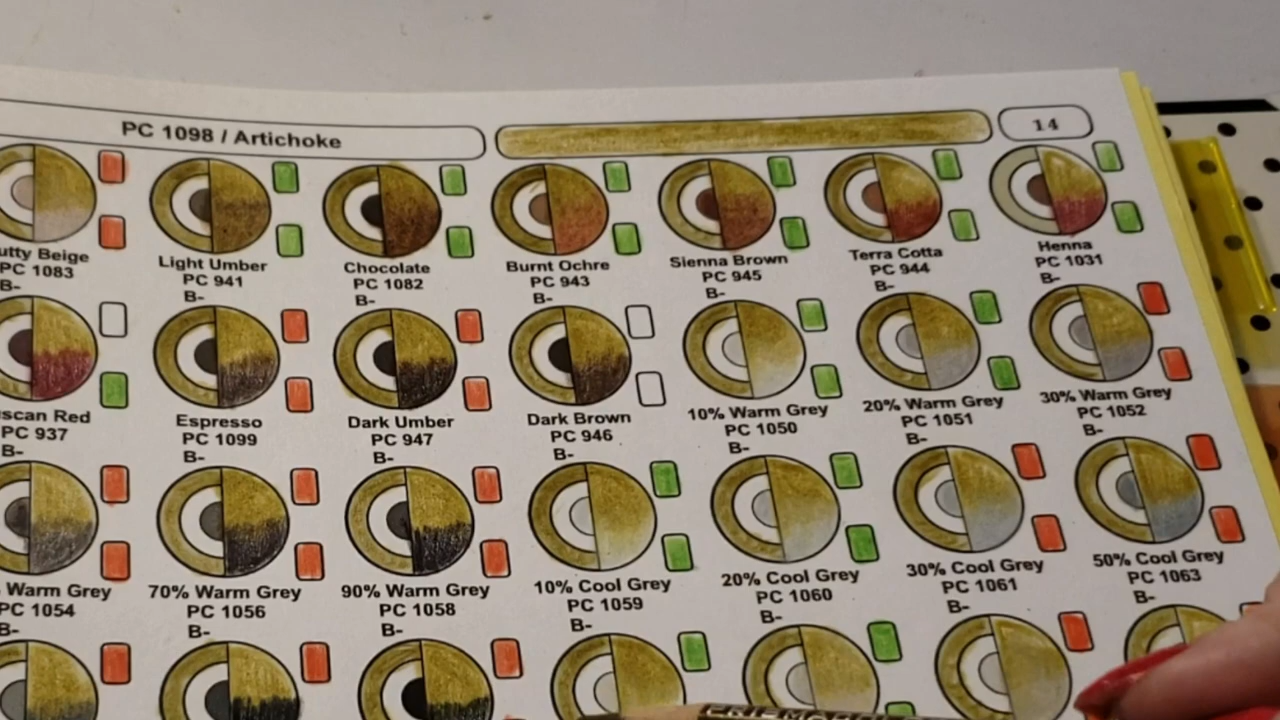 PC 1098 / Artichoke
14
utty Beige
PC 1083
B-
Light Umber
PC 941
B-
Chocolate
PC 1082
B-
Burnt Ochre
PC 943
B-
Sienna Brown
PC 945
B-
Terra Cotta
PC 944
B-
Henna
PC 1031
B-
scan Red
PC 937
B-
Espresso
PC 1099
B-
Dark Umber
PC 947
B-
Dark Brown
PC 946
B-
10% Warm Grey
PC 1050
B-
20% Warm Grey
PC 1051
B-
30% Warm Grey
PC 1052
B-
Warm Grey
PC 1054
B-
70% Warm Grey
PC 1056
B-
90% Warm Grey
PC 1058
B-
10% Cool Grey
PC 1059
B-
20% Cool Grey
PC 1060
B-
30% Cool Grey
PC 1061
B-
50% Cool Grey
PC 1063
B-